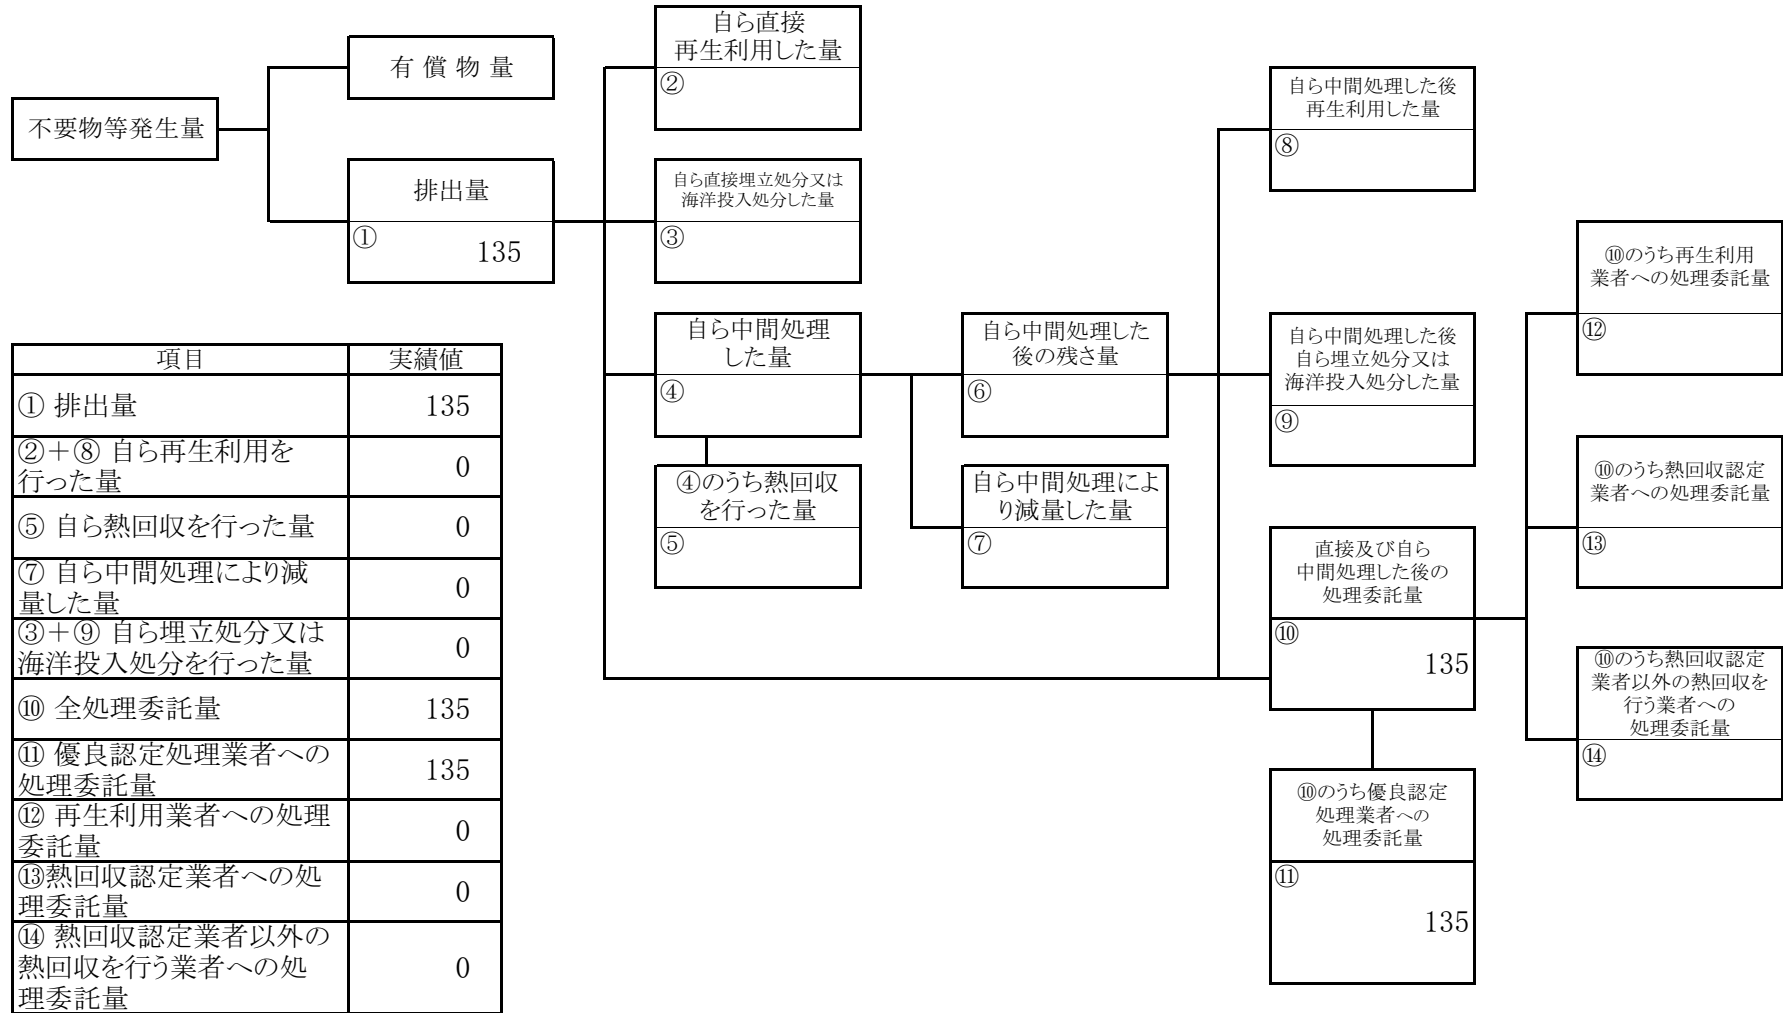 不要物等発生量
有 償 物 量
排出量
①
135
自ら直接
再生利用した量
②
自ら直接埋立処分又は
海洋投入処分した量
③
自ら中間処理
した量
④
④のうち熱回収
を行った量
⑤
自ら中間処理した
後の残さ量
⑥
自ら中間処理によ
り減量した量
⑦
自ら中間処理した後
再生利用した量
⑧
自ら中間処理した後
自ら埋立処分又は
海洋投入処分した量
⑨
直接及び自ら
中間処理した後の
処理委託量
⑩
135
⑩のうち優良認定
処理業者への
処理委託量
⑪
135
⑩のうち再生利用
業者への処理委託量
⑫
⑩のうち熱回収認定
業者への処理委託量
⑬
⑩のうち熱回収認定
業者以外の熱回収を
行う業者への
処理委託量
⑭
項目 実績値
① 排出量 135
②＋⑧ 自ら再生利用を
行った量 0
⑤ 自ら熱回収を行った量 0
⑦ 自ら中間処理により減
量した量 0
③＋⑨ 自ら埋立処分又は
海洋投入処分を行った量 0
⑩ 全処理委託量 135
⑪ 優良認定処理業者への
処理委託量 135
⑫ 再生利用業者への処理
委託量 0
⑬熱回収認定業者への処
理委託量 0
⑭ 熱回収認定業者以外の
熱回収を行う業者への処
理委託量 0